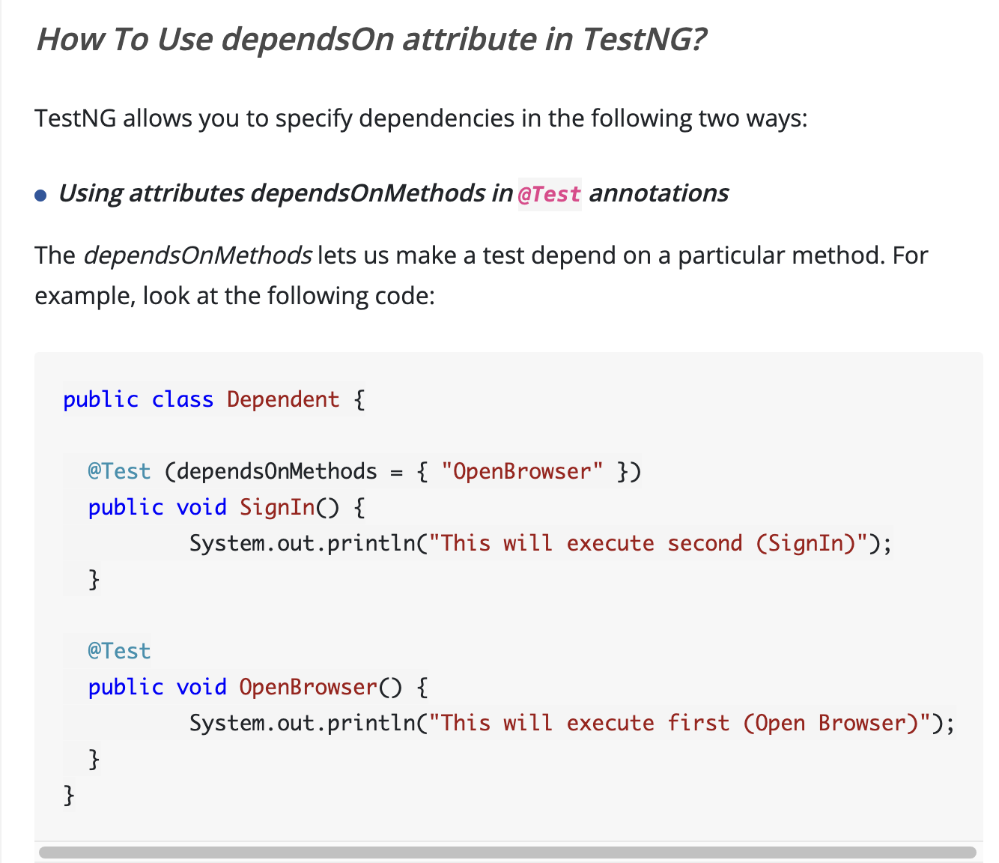 How To Use dependsOn attribute in TestNG?
TestNG allows you to specify dependencies in the following two ways:
Using attributes dependsOnMethods in @Test annotations
The dependsOnMethods lets us make a test depend on a particular method. For
example, look at the following code:
public class Dependent {
@Test (dependsOnMethods = { "OpenBrowser" })
public void SignIn() {
System.out.println("This will execute second (SignIn)");
}
@Test
public void OpenBrowser() {
System.out.println("This will execute first (Open Browser)");
}
}